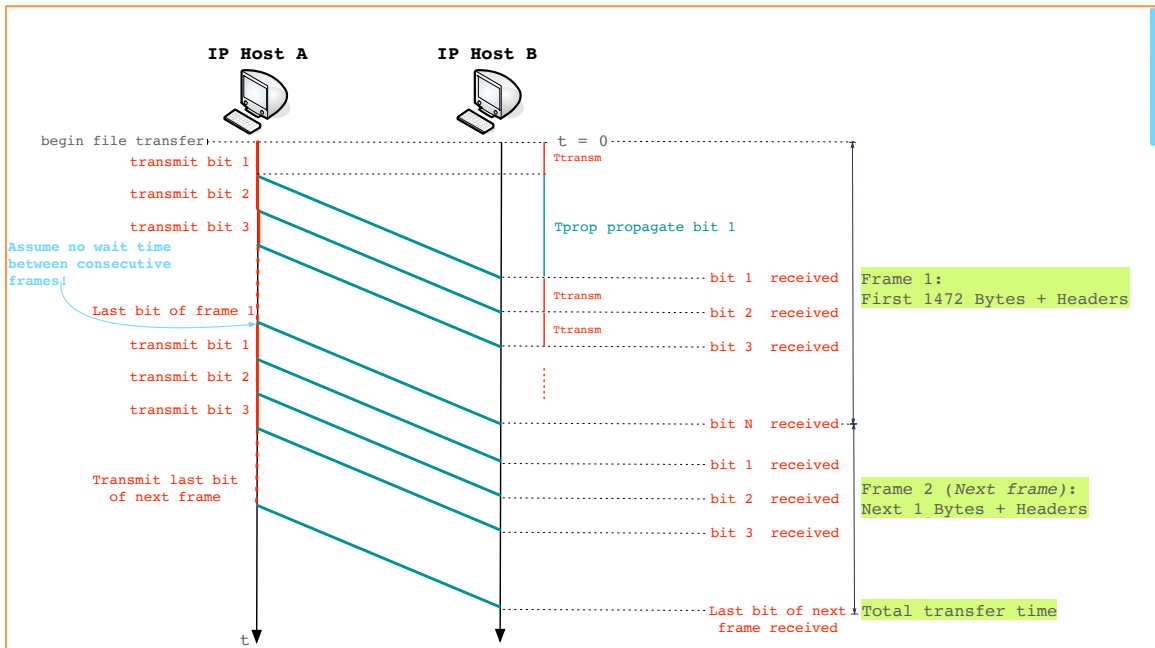 IP Host A
IP Host B
begin file transfer
t = 0
transmit bit 1
Ttransm
transmit bit 2
transmit bit 3
Tprop propagate bit 1
Assume no wait time
between consecutive
frames!
bit 1 received
Frame 1:
First 1472 Bytes + Headers
Ttransm
Last bit of frame 1
bit 2 received
Ttransm
transmit bit 1
bit 3 received
transmit bit 2
transmit bit 3
bit N received
bit 1 received
Transmit last bit
of next frame
Frame 2 (Next frame):
Next 1 Bytes + Headers
bit 2 received
bit 3 received
Last bit of next
frame received
Total transfer time
t